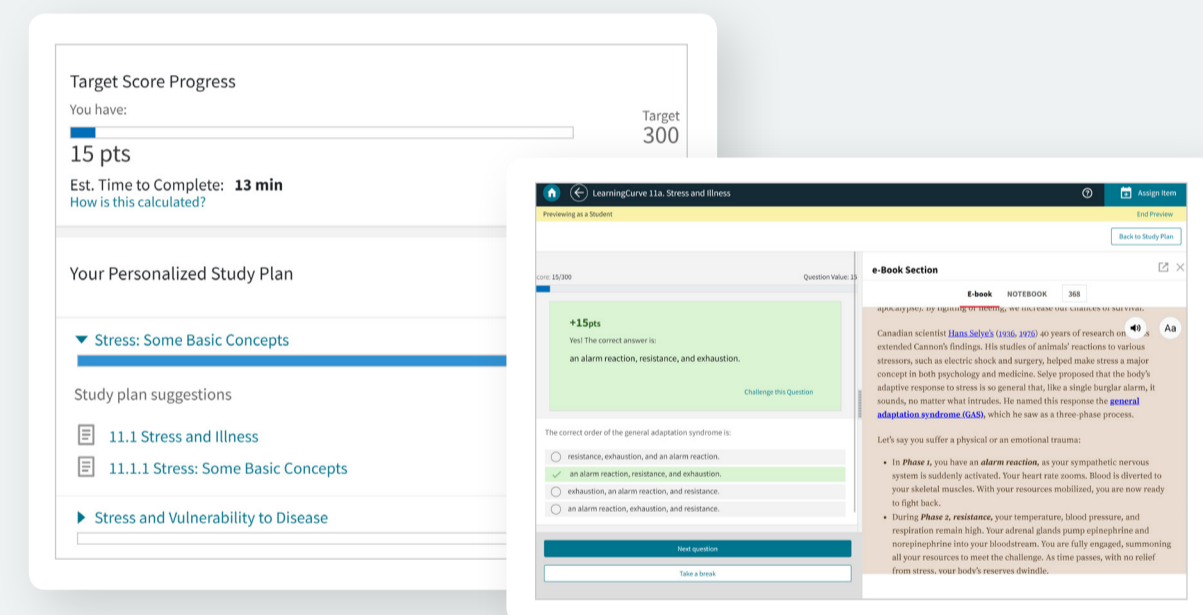 Target Score Progress
You have:
Target
300
15 pts
Est. Time to Complete: 13 min
How is this calculated?
Your Personalized Study Plan
Stress: Some Basic Concepts
Study plan suggestions
11.1 Stress and Illness
11.1.1 Stress: Some Basic Concepts
Stress and Vulnerability to Disease
LearningCurve 11a. Stress and Illness
Assign Item
Previewing as a Student
End Preview
Back to Study Plan
core: 15/300
Question Value: 15
+15pts
Yes! The correct answer is:
an alarm reaction, resistance, and exhaustion.
Challenge this Question
The correct order of the general adaptation syndrome is:
resistance, exhaustion, and an alarm reaction.
an alarm reaction, resistance, and exhaustion.
exhaustion, an alarm reaction, and resistance.
an alarm reaction, exhaustion, and resistance.
Next question
Take a break
e-Book Section
E-book NOTEBOOK 368
apocalypse). By fighting or fleeing, we increase our chances of survival.
Canadian scientist Hans Selye's (1936, 1976) 40 years of research on s
extended Cannon's findings. His studies of animals' reactions to various
stressors, such as electric shock and surgery, helped make stress a major
concept in both psychology and medicine. Selye proposed that the body's
adaptive response to stress is so general that, like a single burglar alarm, it
sounds, no matter what intrudes. He named this response the general
adaptation syndrome (GAS), which he saw as a three-phase process.
Aa
Let's say you suffer a physical or an emotional trauma:
• In Phase 1, you have an alarm reaction, as your sympathetic nervous
system is suddenly activated. Your heart rate zooms. Blood is diverted to
your skeletal muscles. With your resources mobilized, you are now ready
to fight back.
• During Phase 2, resistance, your temperature, blood pressure, and
respiration remain high. Your adrenal glands pump epinephrine and
norepinephrine into your bloodstream. You are fully engaged, summoning
all your resources to meet the challenge. As time passes, with no relief
from stress, your body's reserves dwindle.